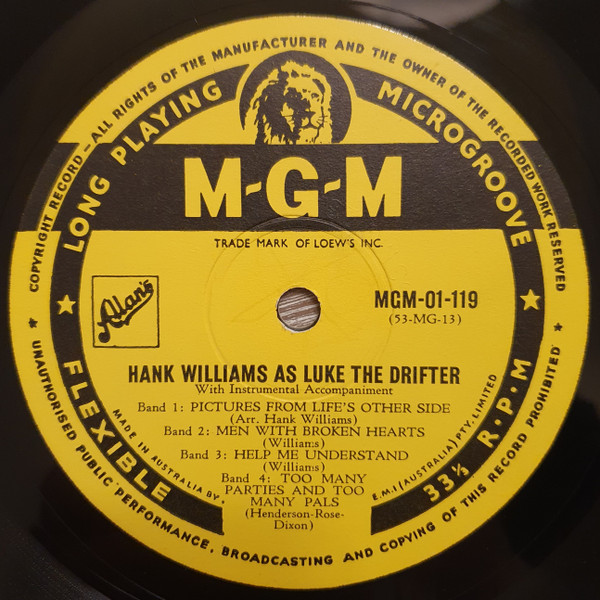 COPYRIGHT RECORD — ALL RIGHTS OF THE MANUFACTURER AND THE OWNER OF THE RECORDED WORK RESERVED
LONG PLAYING
MICROGROOVE
M-G-M
TRADE MARK OF LOEW'S INC.
Alan's
MGM-01-119
(53-MG-13)
HANK WILLIAMS AS LUKE THE DRIFTER
With Instrumental Accompaniment
Band 1: PICTURES FROM LIFE'S OTHER SIDE
(Arr. Hank Williams)
Band 2: MEN WITH BROKEN HEARTS
(Williams)
Band 3: HELP ME UNDERSTAND
(Williams)
Band 4: TOO MANY
PARTIES AND TOO
MANY PALS
(Henderson-Rose-
Dixon)
MADE IN AUSTRALIA BY·
E.M.I (AUSTRALIA) PTY. LIMITED
FLEXIBLE
33⅓ R·P·M
UNAUTHORISED PUBLIC PERFORMANCE, BROADCASTING AND COPYING OF THIS RECORD PROHIBITED